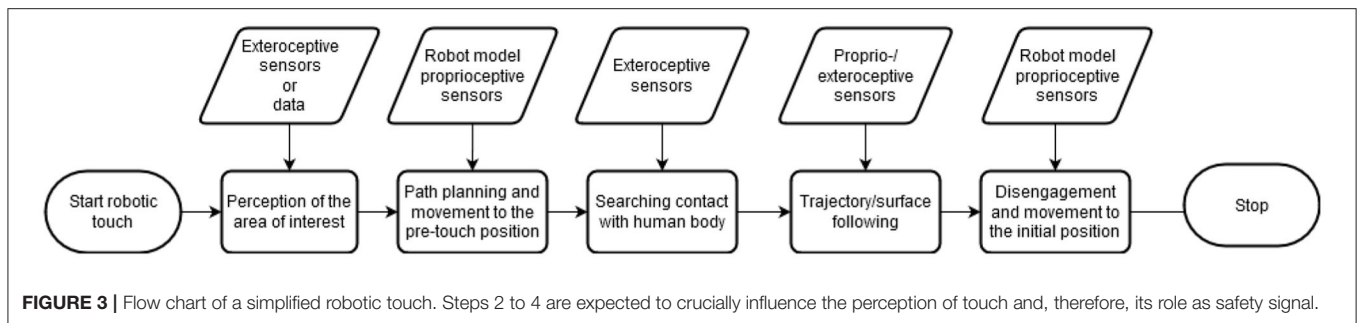 Exteroceptive
sensors
or
data
Robot model
proprioceptive
sensors
Exteroceptive
sensors
Proprio-/
exteroceptive
sensors
Robot model
proprioceptive
sensors
Start robotic
touch
Perception of the
area of interest
Path planning and
movement to the
pre-touch position
Searching contact
with human body
Trajectory/surface
following
Disengagement
and movement to
the initial position
Stop
FIGURE 3 | Flow chart of a simplified robotic touch. Steps 2 to 4 are expected to crucially influence the perception of touch and, therefore, its role as safety signal.